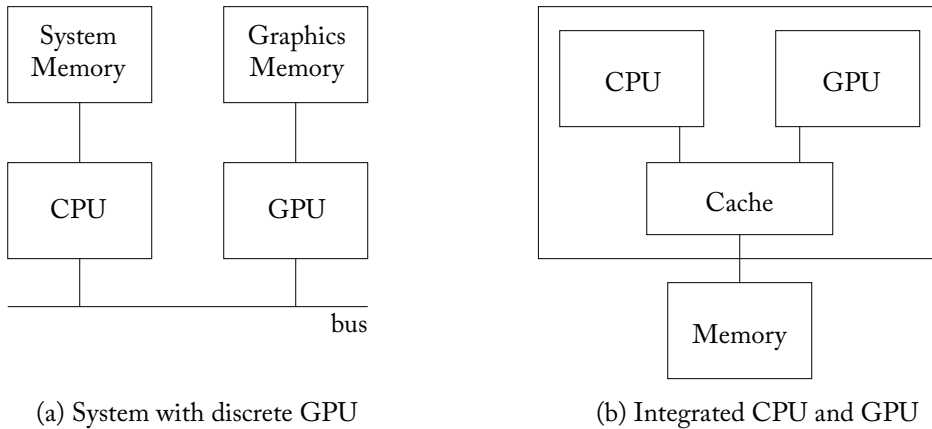 System
Memory
Graphics
Memory
CPU
GPU
bus
(a) System with discrete GPU
CPU
GPU
Cache
Memory
(b) Integrated CPU and GPU